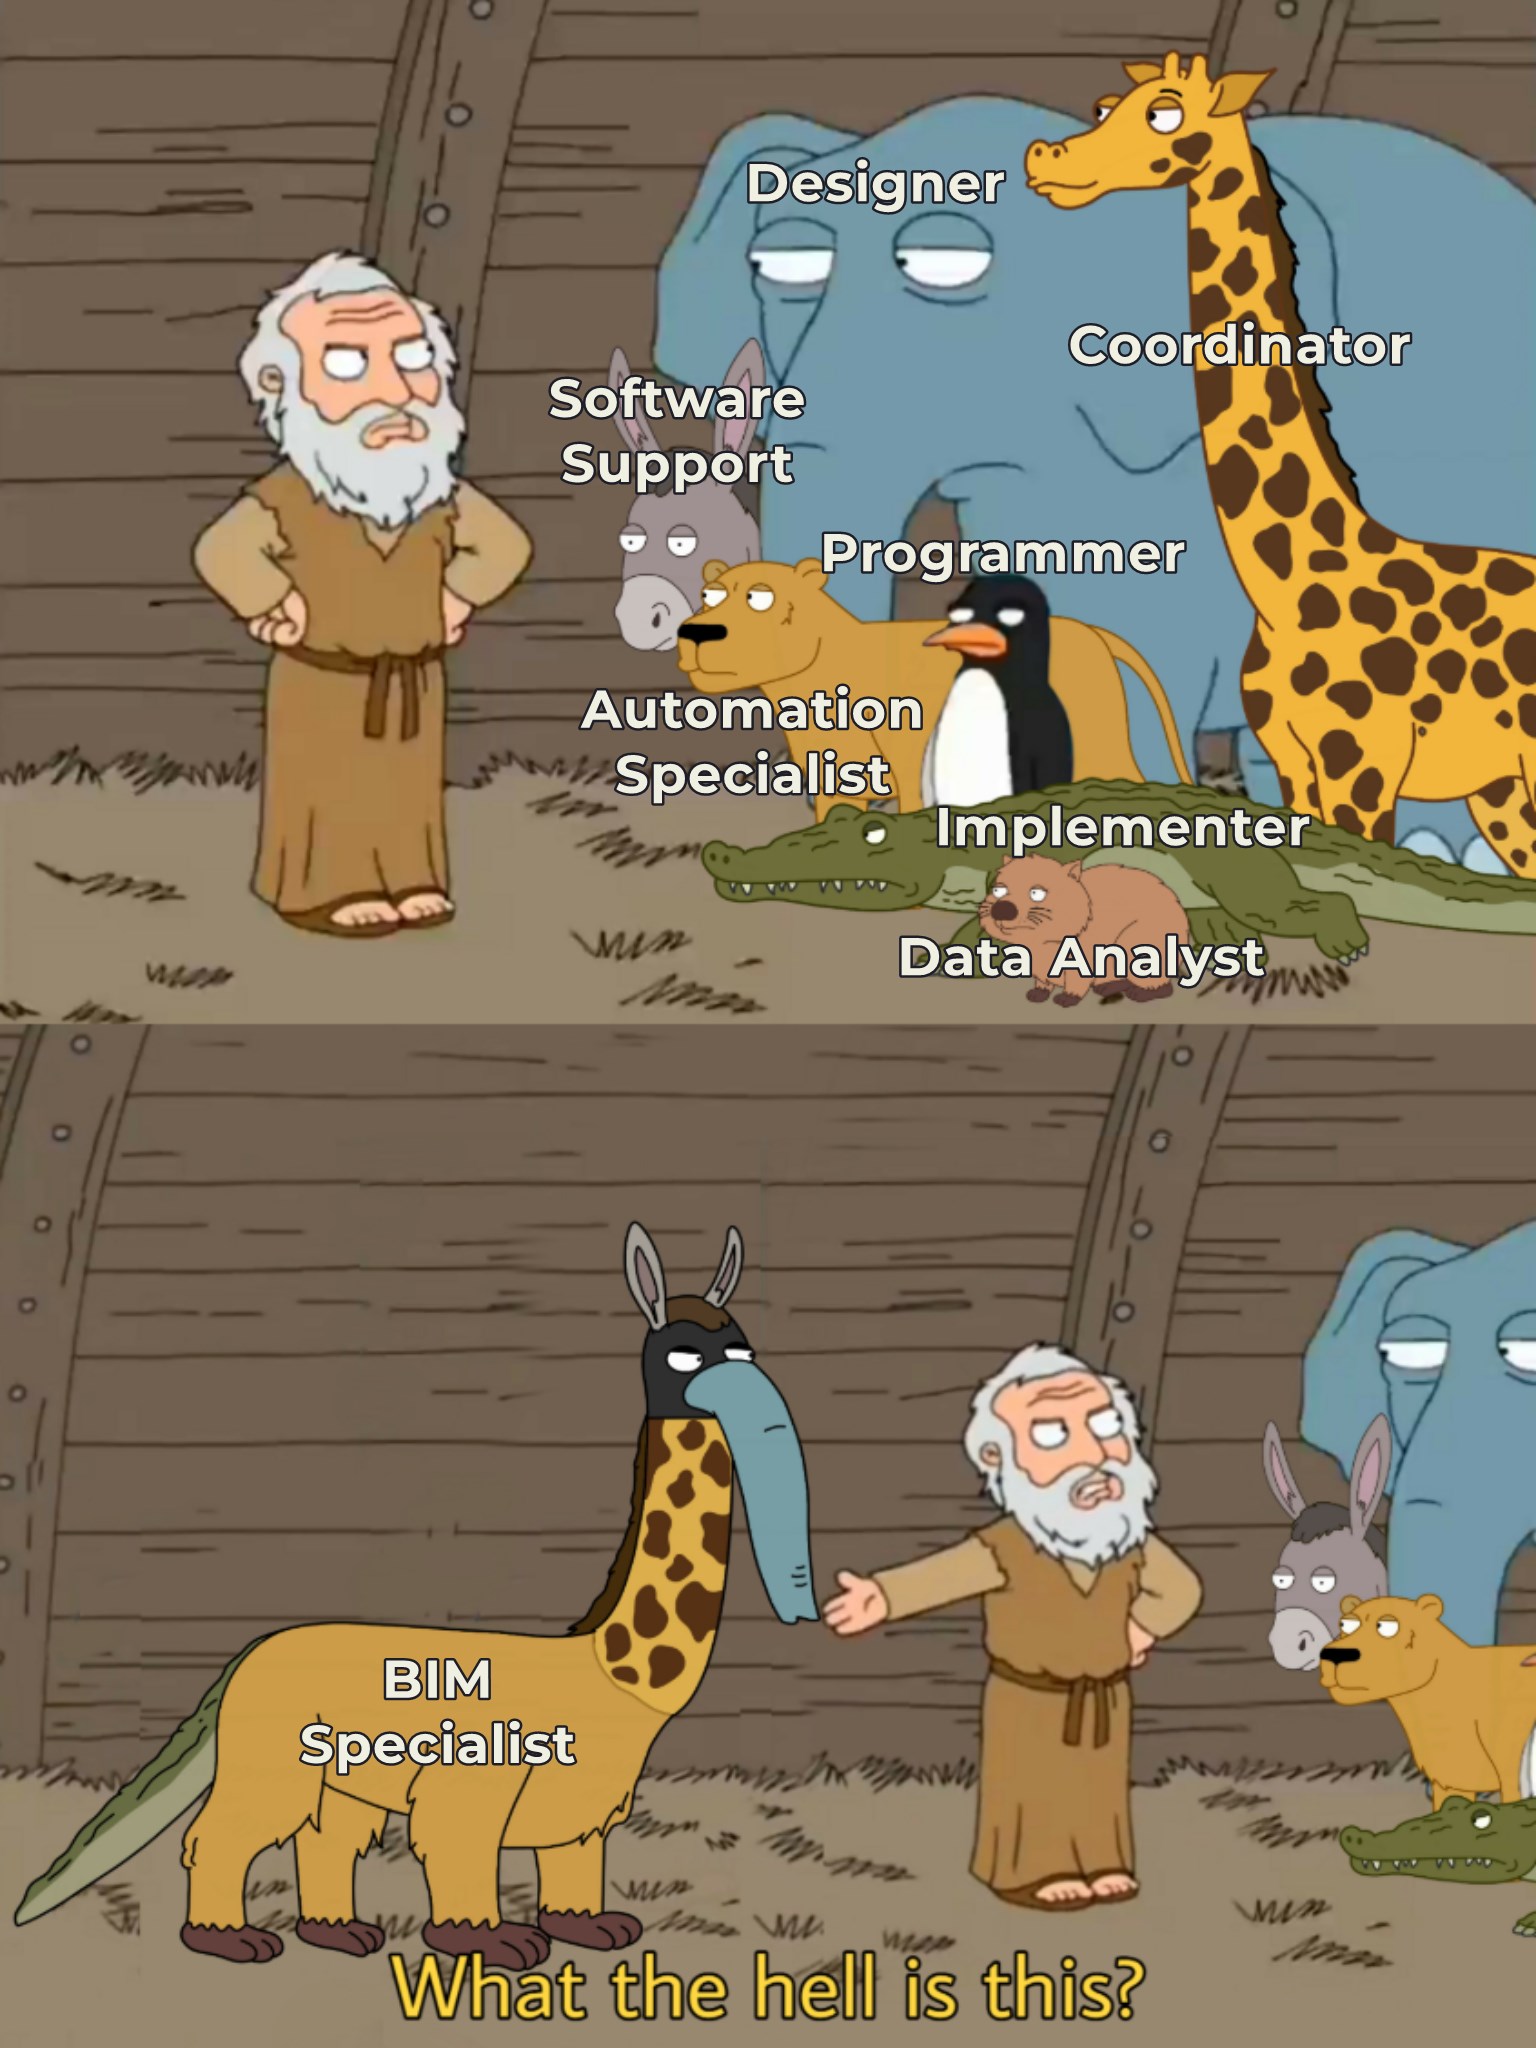 Designer
Coordinator
Software
Support
Programmer
Automation
Specialist
Implementer
Data Analyst
BIM
Specialist
What the hell is this?